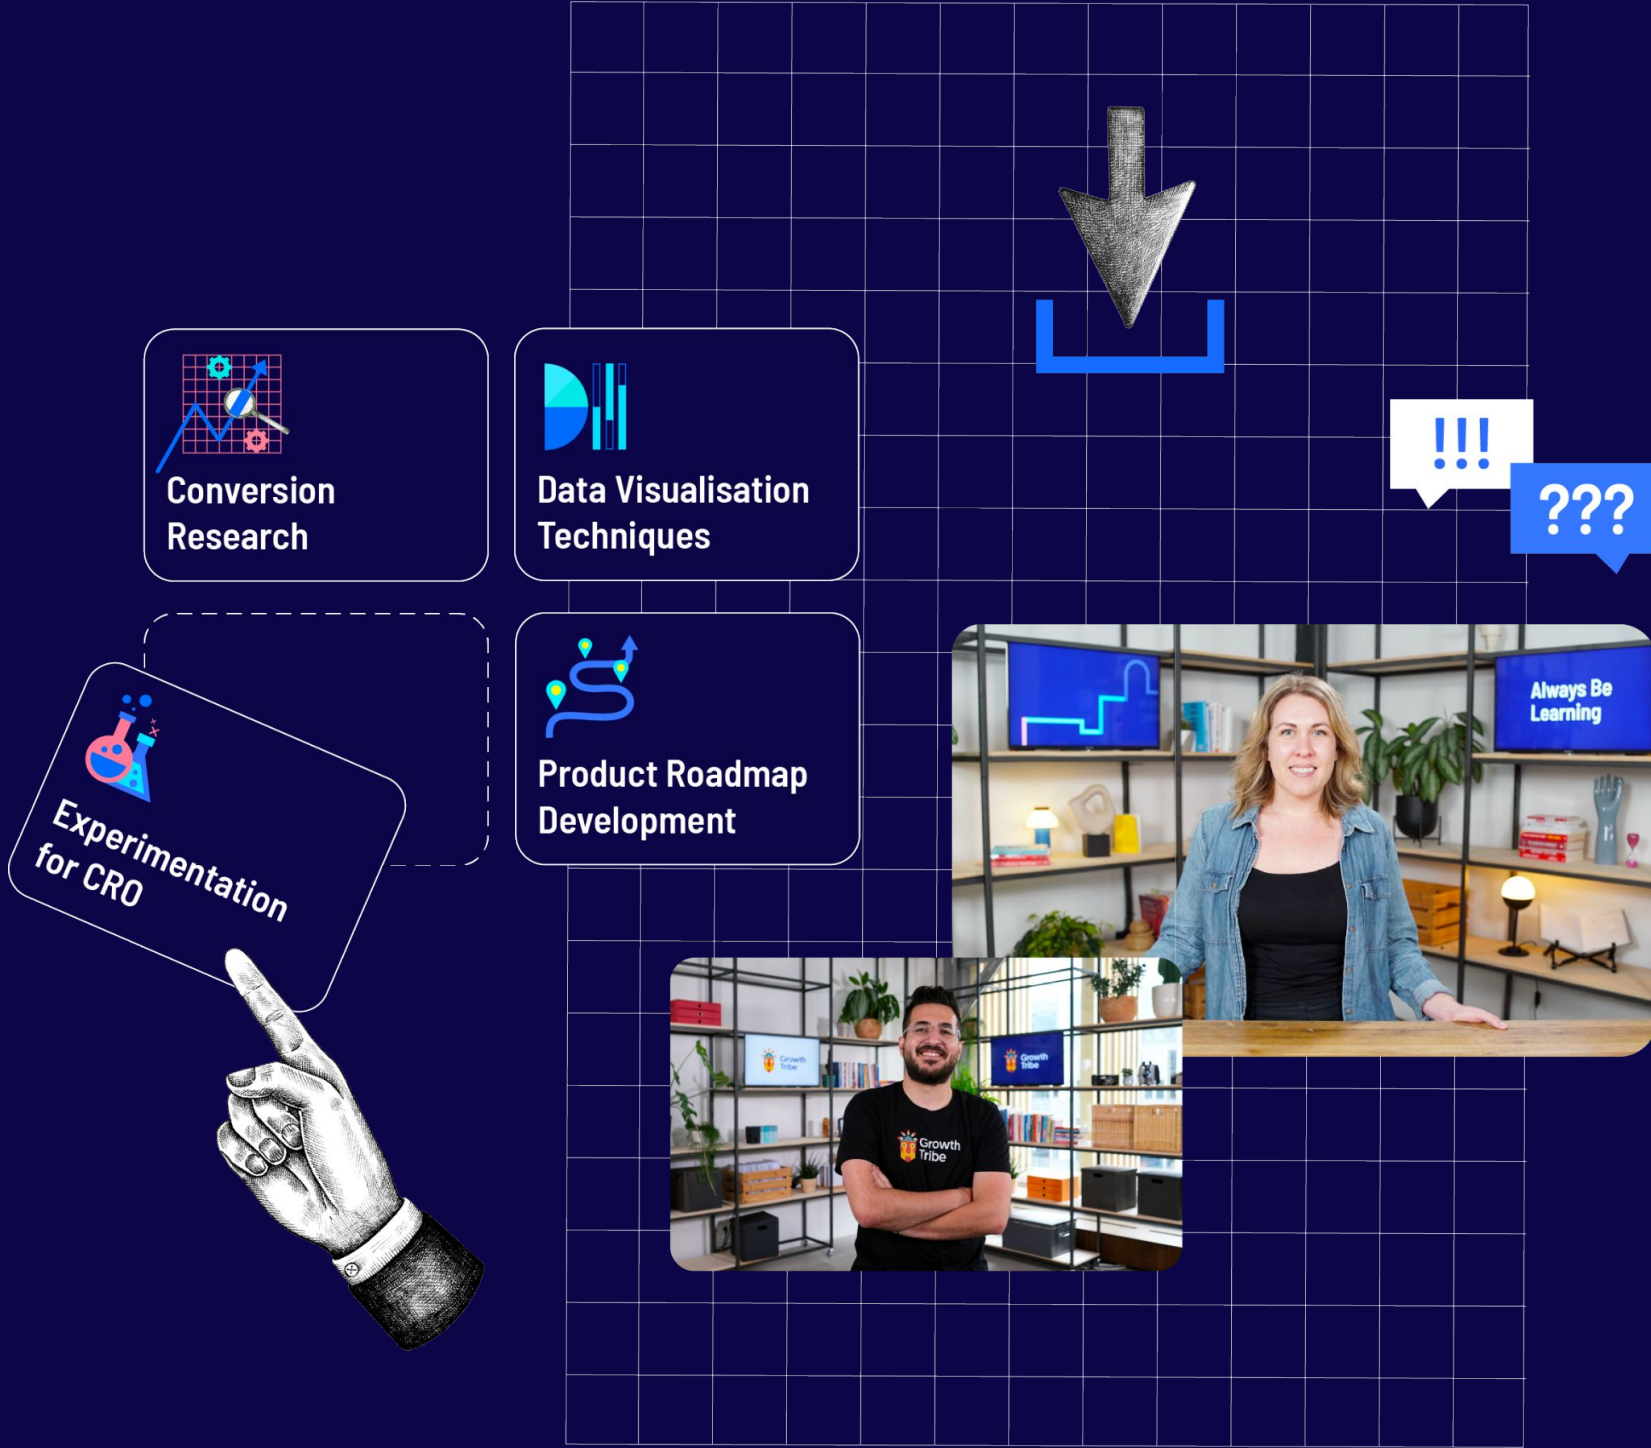 Conversion
Research
Data Visualisation
Techniques
!!!
???
Experimentation
for CRO
Product Roadmap
Development
Always Be
Learning
Growth
Tribe
Growth
Tribe
Growth
Tribe